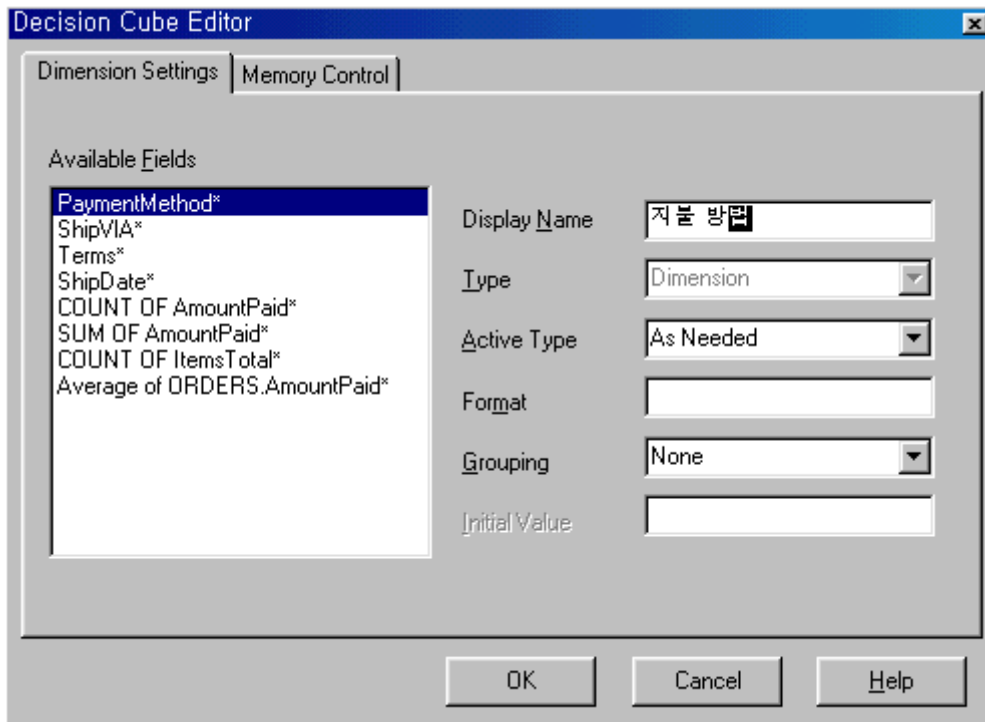 Decision Cube Editor
Dimension Settings
Memory Control
Available Fields
PaymentMethod*
ShipVIA*
Terms*
ShipDate*
COUNT OF AmountPaid*
SUM OF AmountPaid*
COUNT OF ItemsTotal*
Average of ORDERS.AmountPaid*
Display Name 지불 방법
Type Dimension
Active Type As Needed
Format
Grouping None
Initial Value
OK Cancel Help